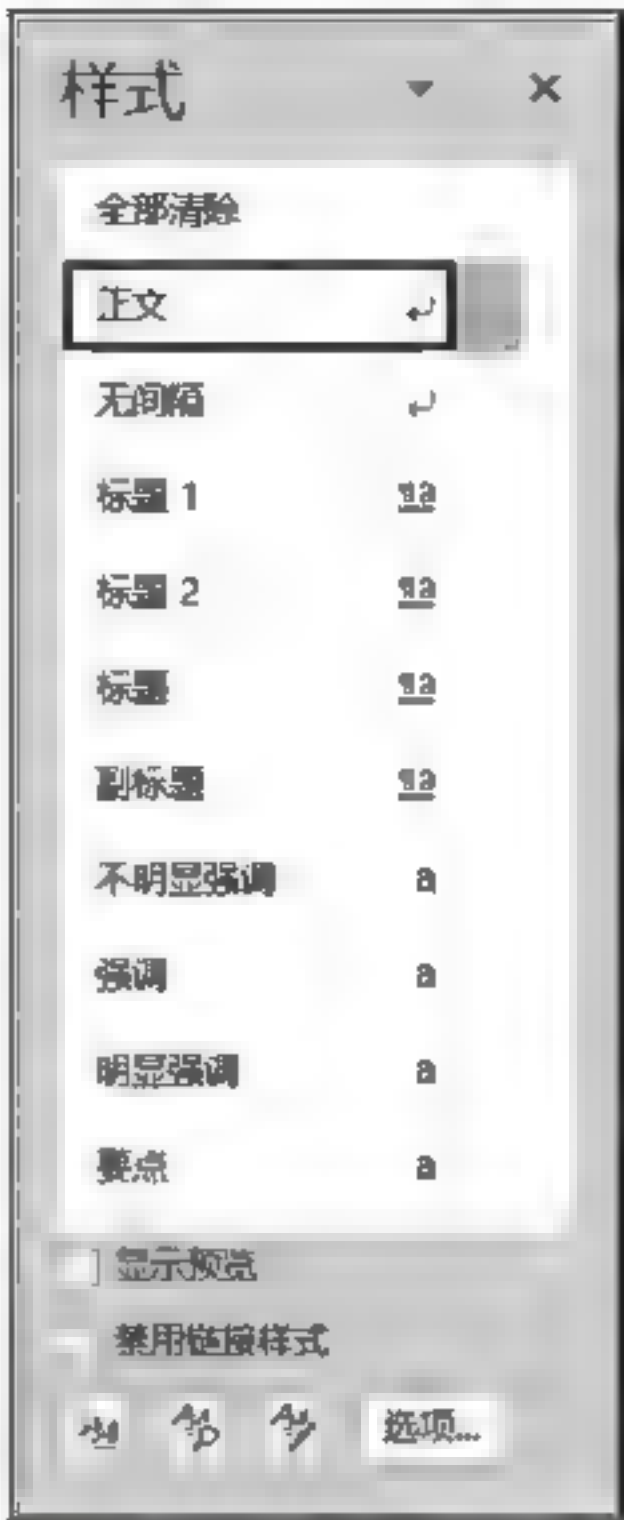 样式
全部清除
正文
无间隔
标题 1
标题 2
标题
副标题
不明显强调
强调
明显强调
要点
显示预览
禁用链接样式
选项...